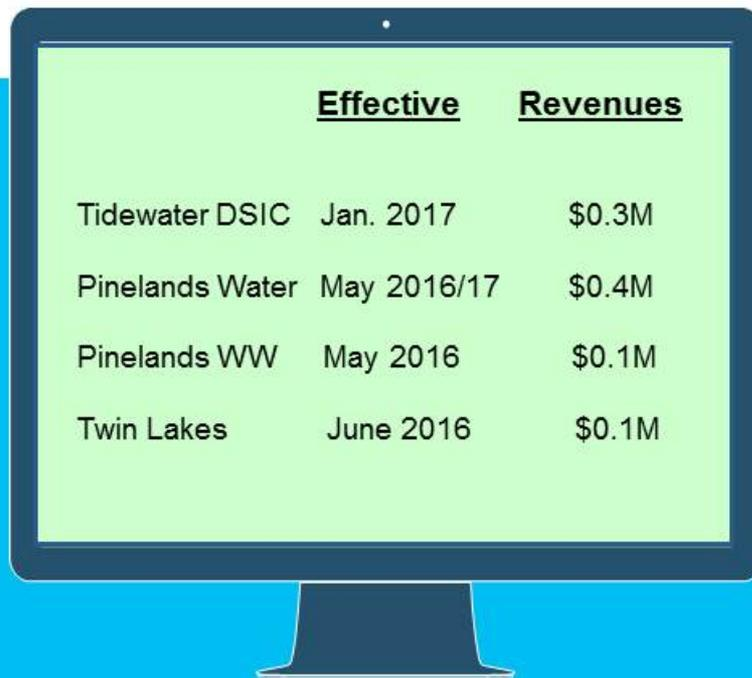 Effective Revenues
Tidewater DSIC Jan. 2017 $0.3M
Pinelands Water May 2016/17 $0.4M
Pinelands WW May 2016 $0.1M
Twin Lakes June 2016 $0.1M